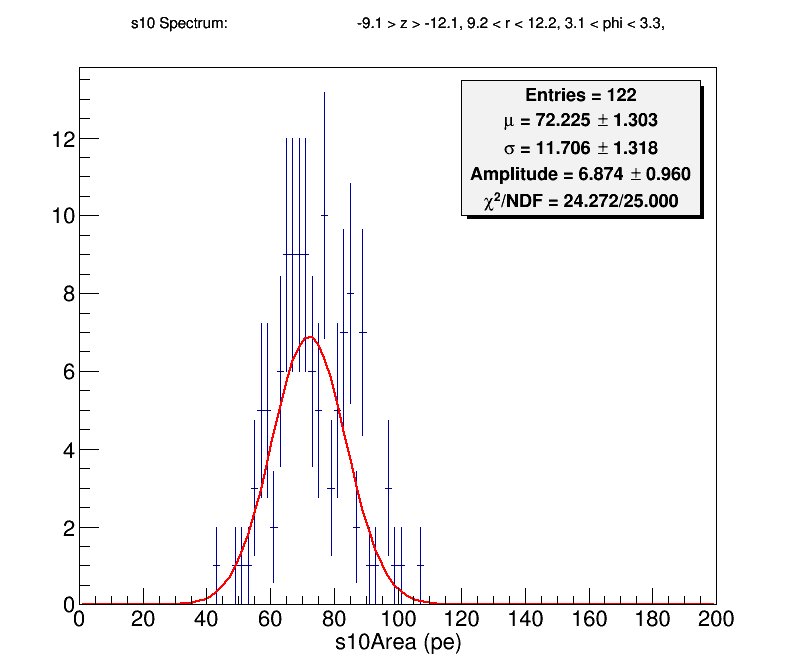 s10 Spectrum: -9.1 > z > -12.1, 9.2 < r < 12.2, 3.1 < phi < 3.3,
Entries = 122
μ = 72.225 ± 1.303
σ = 11.706 ± 1.318
Amplitude = 6.874 ± 0.960
χ²/NDF = 24.272/25.000
12
10
8
6
4
2
0
0 20 40 60 80 100 120 140 160 180 200
s10Area (pe)